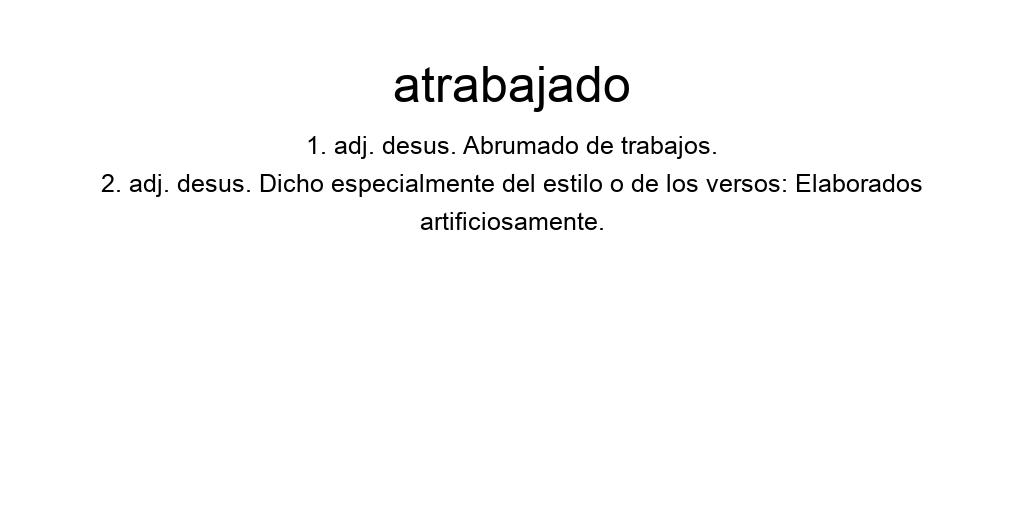 atrabajado
1. adj. desus. Abrumado de trabajos.
2. adj. desus. Dicho especialmente del estilo o de los versos: Elaborados
artificiosamente.